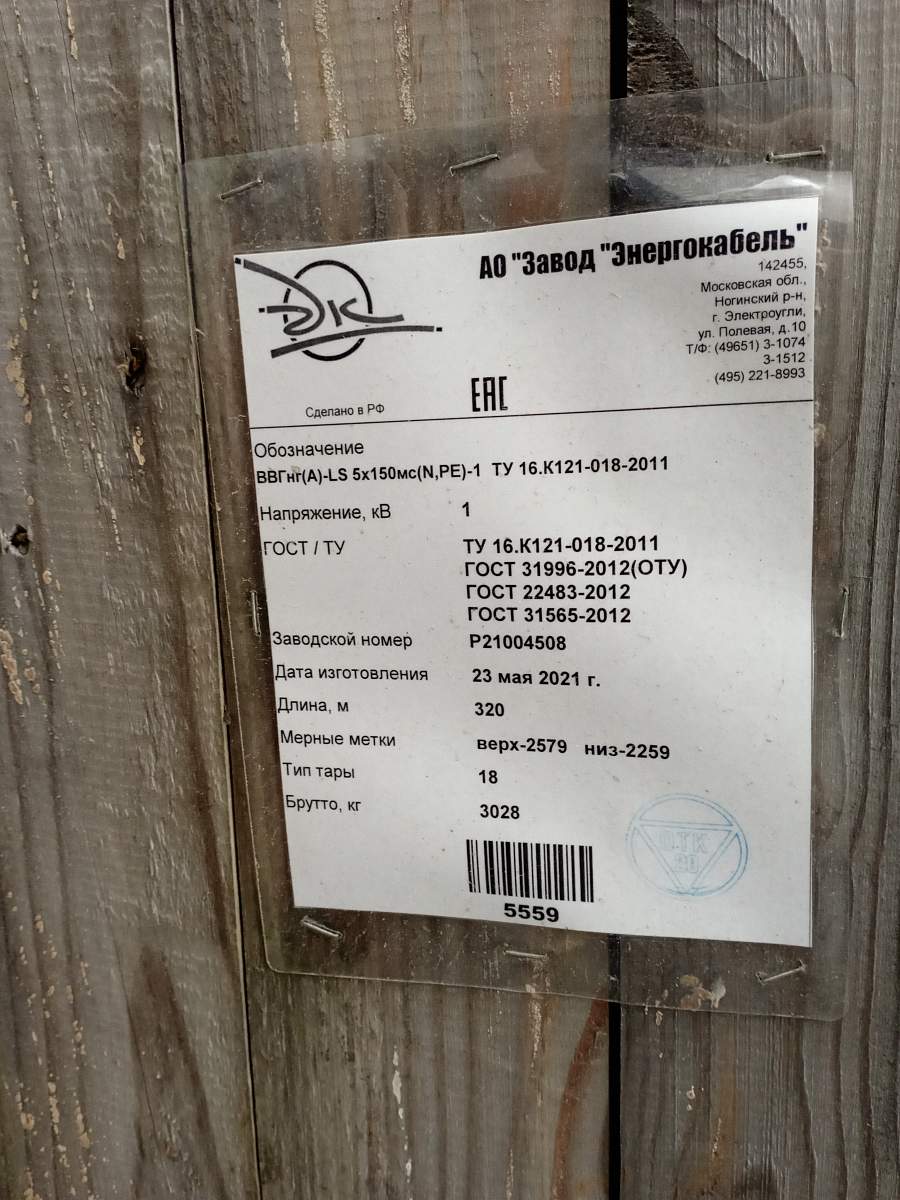 АО "Завод "Энергокабель"
142455,
Московская обл.,
Ногинский р-н,
г. Электроугли,
ул. Полевая, д.10
Т/Ф: (49651) 3-1074
3-1512
(495) 221-8993
ЭК
Сделано в РФ
ЕАС
Обозначение
ВВГнг(А)-LS 5х150мс(N,PE)-1 ТУ 16.К121-018-2011
Напряжение, кВ 1
ГОСТ / ТУ ТУ 16.К121-018-2011
ГОСТ 31996-2012(ОТУ)
ГОСТ 22483-2012
ГОСТ 31565-2012
Заводской номер Р21004508
Дата изготовления 23 мая 2021 г.
Длина, м 320
Мерные метки верх-2579 низ-2259
Тип тары 18
Брутто, кг 3028
О.ТК
20
5559